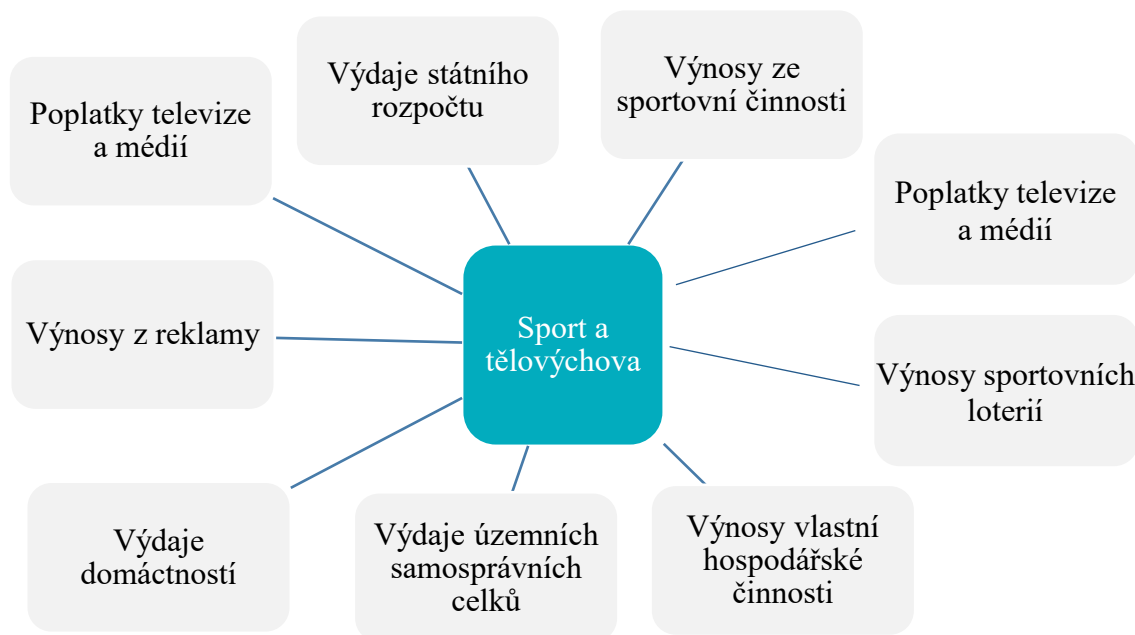 Výdaje státního
rozpočtu
Výnosy ze
sportovní činnosti
Poplatky televize
a médií
Poplatky televize
a médií
Výnosy z reklamy
Sport a
tělovýchova
Výnosy sportovních
loterií
Výdaje
domáctností
Výdaje územních
samosprávních
celků
Výnosy vlastní
hospodářské
činnosti